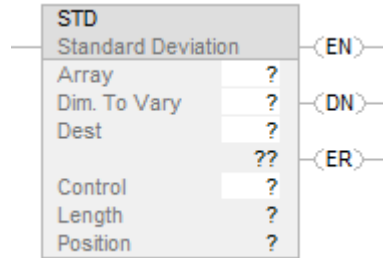 STD
Standard Deviation (EN)
Array ?
Dim. To Vary ? (DN)
Dest ?
?? (ER)
Control ?
Length ?
Position ?